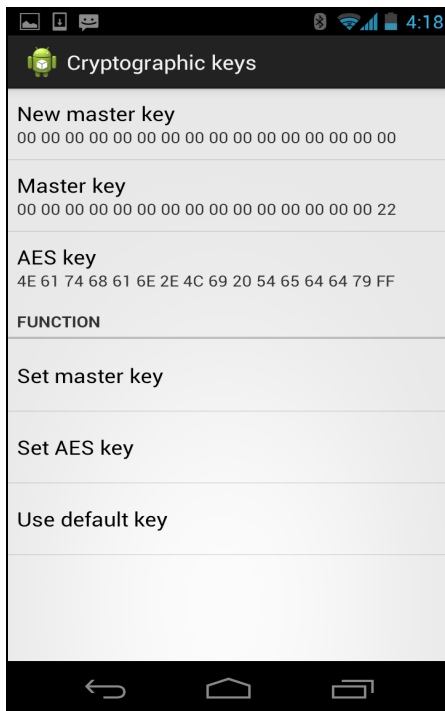 4:18
Cryptographic keys
New master key
00 00 00 00 00 00 00 00 00 00 00 00 00 00 00 00
Master key
00 00 00 00 00 00 00 00 00 00 00 00 00 00 00 22
AES key
4E 61 74 68 61 6E 2E 4C 69 20 54 65 64 64 79 FF
FUNCTION
Set master key
Set AES key
Use default key